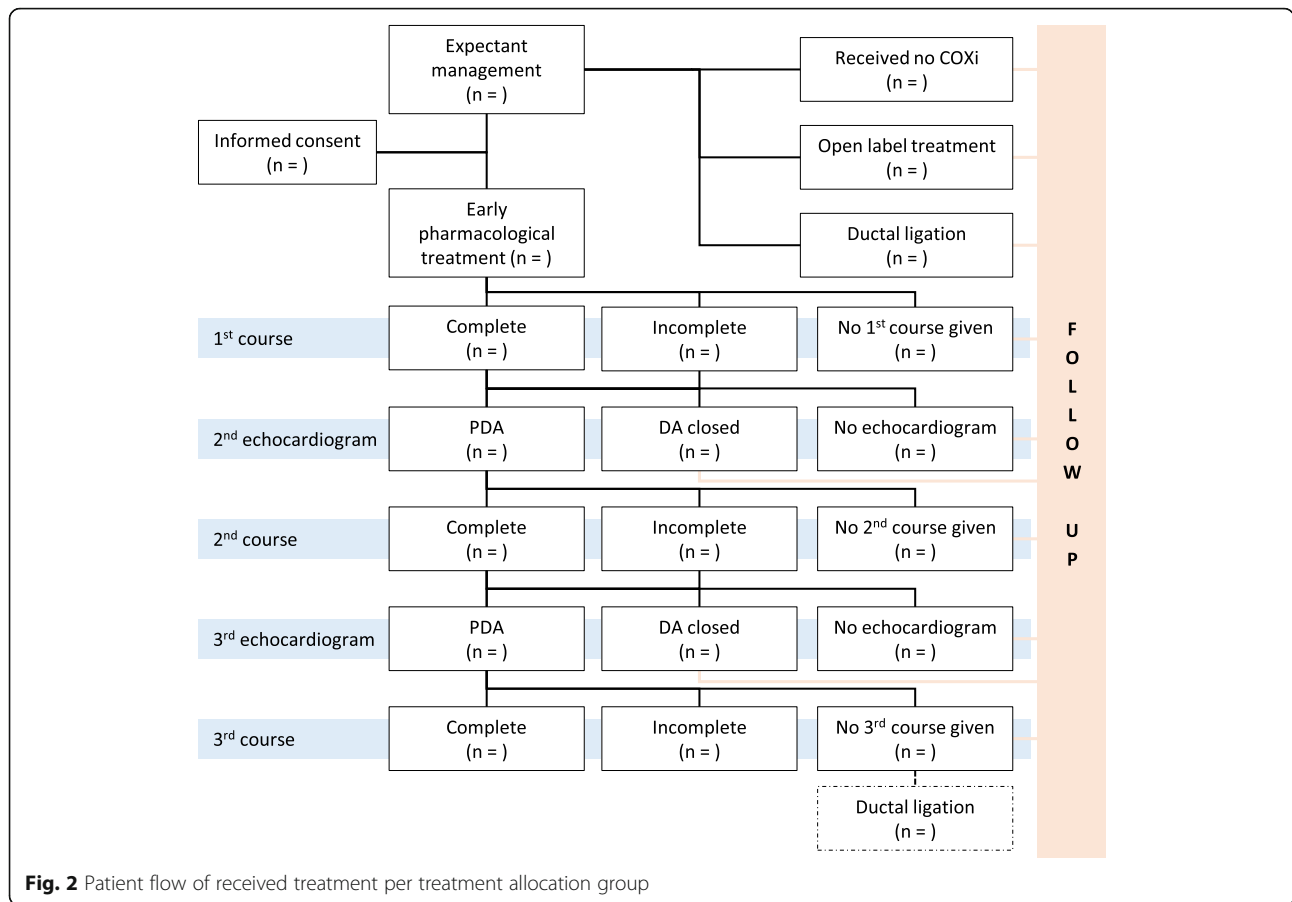 Expectant
management
(n = )
Received no COXi
(n = )
Informed consent
(n = )
Open label treatment
(n = )
Early
pharmacological
treatment (n = )
Ductal ligation
(n = )
1st course
Complete
(n = )
Incomplete
(n = )
No 1st course given
(n = )
2nd echocardiogram
PDA
(n = )
DA closed
(n = )
No echocardiogram
(n = )
2nd course
Complete
(n = )
Incomplete
(n = )
No 2nd course given
(n = )
3rd echocardiogram
PDA
(n = )
DA closed
(n = )
No echocardiogram
(n = )
3rd course
Complete
(n = )
Incomplete
(n = )
No 3rd course given
(n = )
Ductal ligation
(n = )
FOLLOW UP
Fig. 2 Patient flow of received treatment per treatment allocation group